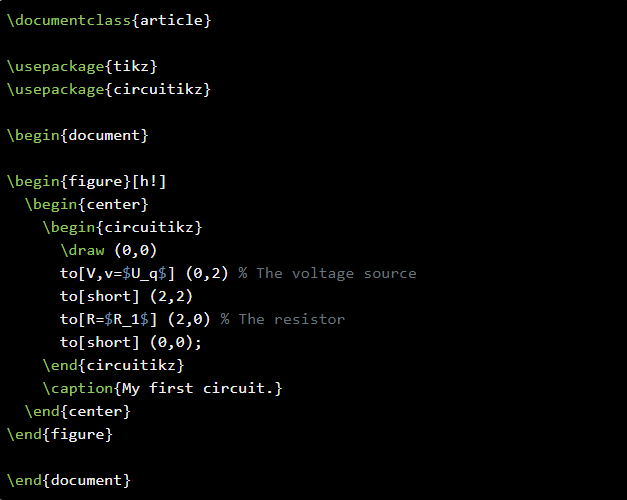 \documentclass{article}

\usepackage{tikz}
\usepackage{circuitikz}

\begin{document}

\begin{figure}[h!]
  \begin{center}
    \begin{circuitikz}
      \draw (0,0)
      to[V,v=$U_q$] (0,2) % The voltage source
      to[short] (2,2)
      to[R=$R_1$] (2,0) % The resistor
      to[short] (0,0);
    \end{circuitikz}
    \caption{My first circuit.}
  \end{center}
\end{figure}

\end{document}